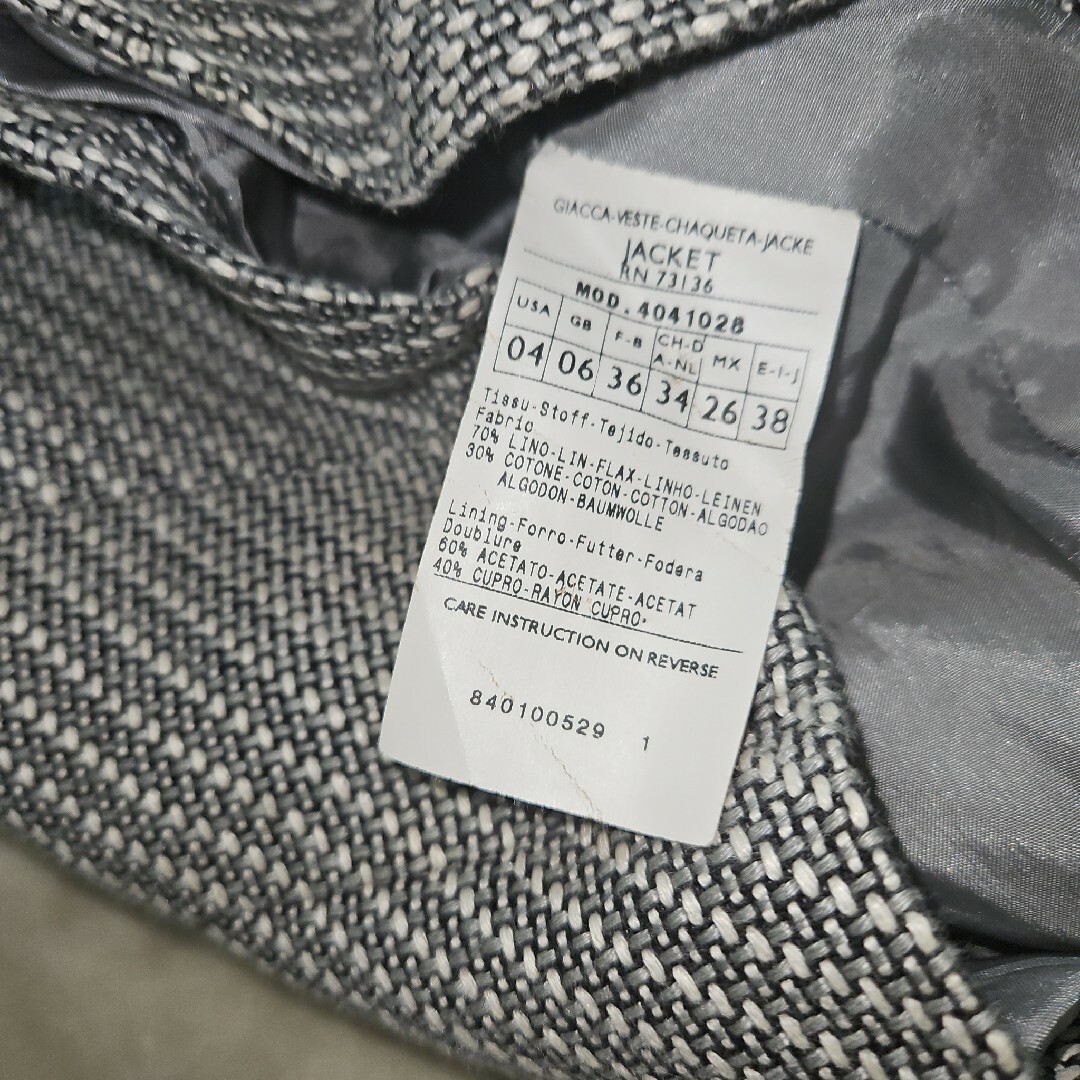 GIACCA-VESTE-CHAQUETA-JACKE
JACKET
RN 73136
MOD. 4041028
USA GB F-B CH-D A-NL MX E-I-J
04 06 36 34 26 38
Tissu-Stoff-Tejido-Tessuto
Fabric
70% LINO-LIN-FLAX-LINHO-LEINEN
30% COTONE-COTON-COTTON-ALGODAO
ALGODON-BAUMWOLLE
Lining-Forro-Futter-Fodera
Doublure
60% ACETATO-ACETATE-ACETAT
40% CUPRO-RAYON CUPRO-
CARE INSTRUCTION ON REVERSE
840100529 1